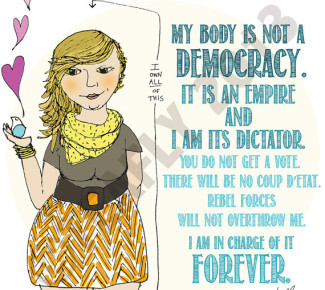 MY BODY IS NOT A
DEMOCRACY.
IT IS AN EMPIRE
AND
I AM ITS DICTATOR.
YOU DO NOT GET A VOTE.
THERE WILL BE NO COUP D'ETAT.
REBEL FORCES
WILL NOT OVERTHROW ME.
I AM IN CHARGE OF IT
FOREVER.
I OWN
ALL
OF
THIS